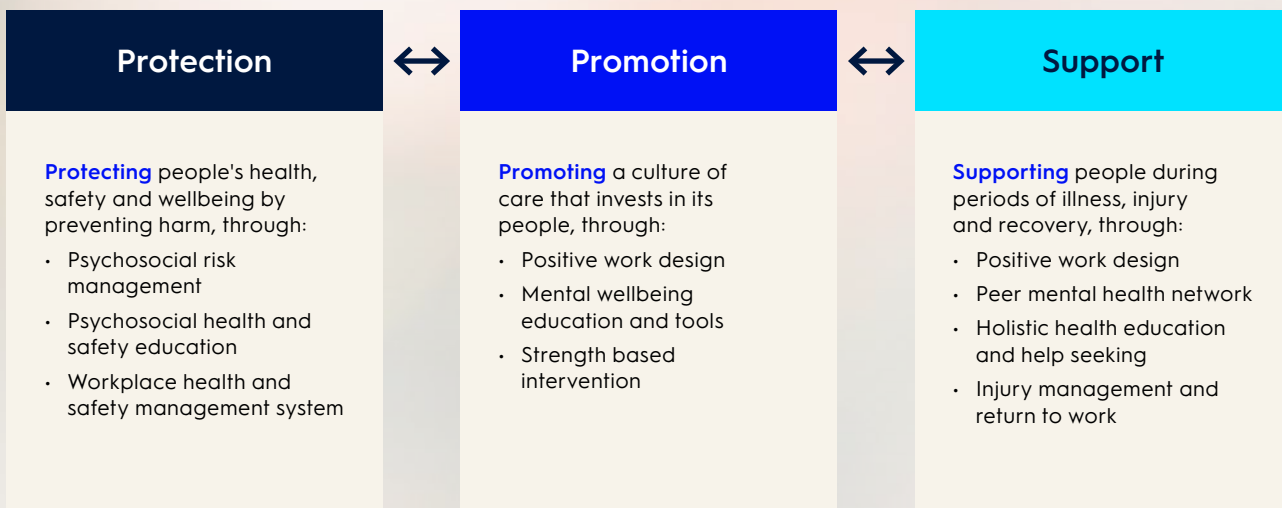 Protection
Promotion
Support
Protecting people's health,
safety and wellbeing by
preventing harm, through:
• Psychosocial risk
management
• Psychosocial health and
safety education
• Workplace health and
safety management system
Promoting a culture of
care that invests in its
people, through:
• Positive work design
• Mental wellbeing
education and tools
• Strength based
intervention
Supporting people during
periods of illness, injury
and recovery, through:
• Positive work design
• Peer mental health network
• Holistic health education
and help seeking
• Injury management and
return to work